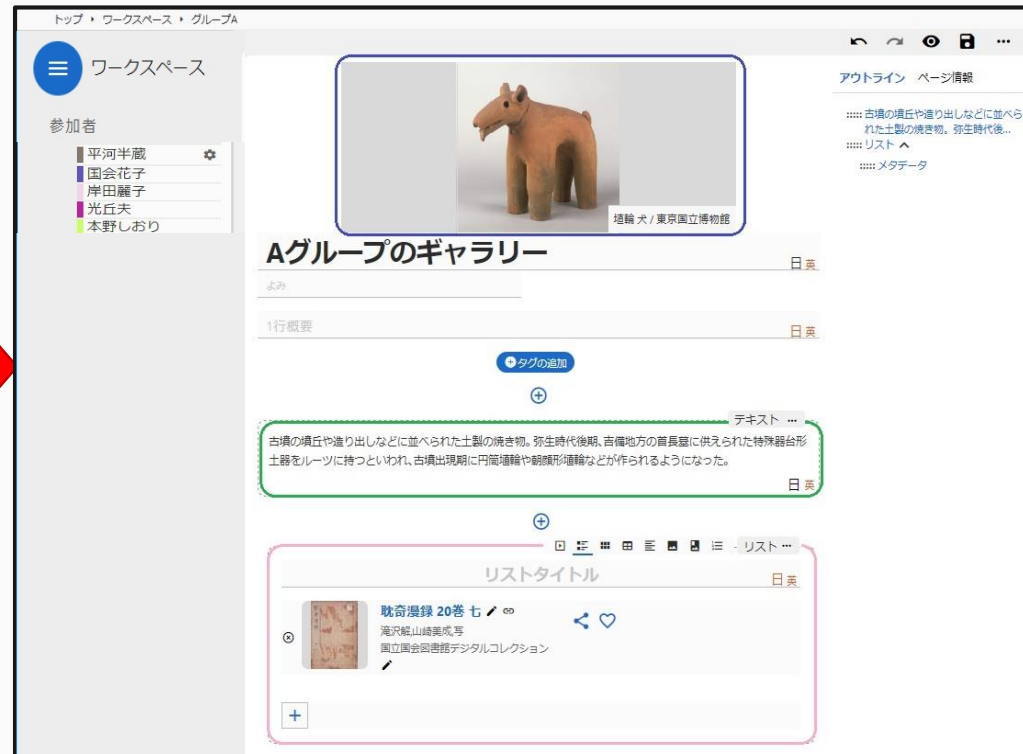 トップ ・ ワークスペース ・ グループA
ワークスペース
参加者
平河半蔵
国会花子
岸田麗子
光丘夫
本野しおり
埴輪 犬 / 東京国立博物館
Aグループのギャラリー
日 英
よみ
1行概要
日 英
タグの追加
テキスト …
古墳の墳丘や造り出しなどに並べられた土製の焼き物。弥生時代後期、吉備地方の首長墓に供えられた特殊器台形
土器をルーツに持つといわれ、古墳出現期に円筒埴輪や朝顔形埴輪などが作られるようになった。
日 英
リスト …
リストタイトル
日 英
耽奇漫録 20巻 七
滝沢解,山崎美成,写
国立国会図書館デジタルコレクション
アウトライン ページ情報
古墳の墳丘や造り出しなどに並べら
れた土製の焼き物。弥生時代後...
リスト
メタデータ